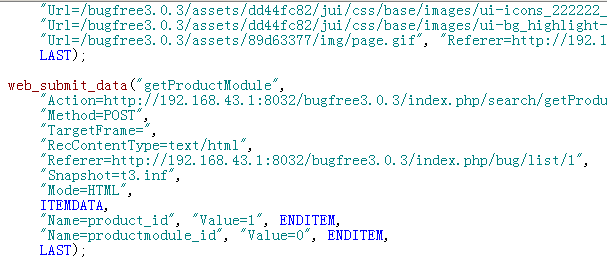 "Url=/bugfree3.0.3/assets/dd44fc82/jui/css/base/images/ui-icons_222222_
"Url=/bugfree3.0.3/assets/dd44fc82/jui/css/base/images/ui-bg_highlight-
"Url=/bugfree3.0.3/assets/89d63377/img/page.gif", "Referer=http://192.1
LAST);
web_submit_data("getProductModule",
"Action=http://192.168.43.1:8032/bugfree3.0.3/index.php/search/getProdu
"Method=POST",
"TargetFrame=",
"RecContentType=text/html",
"Referer=http://192.168.43.1:8032/bugfree3.0.3/index.php/bug/list/1",
"Snapshot=t3.inf",
"Mode=HTML",
ITEMDATA,
"Name=product_id", "Value=1", ENDITEM,
"Name=productmodule_id", "Value=0", ENDITEM,
LAST);